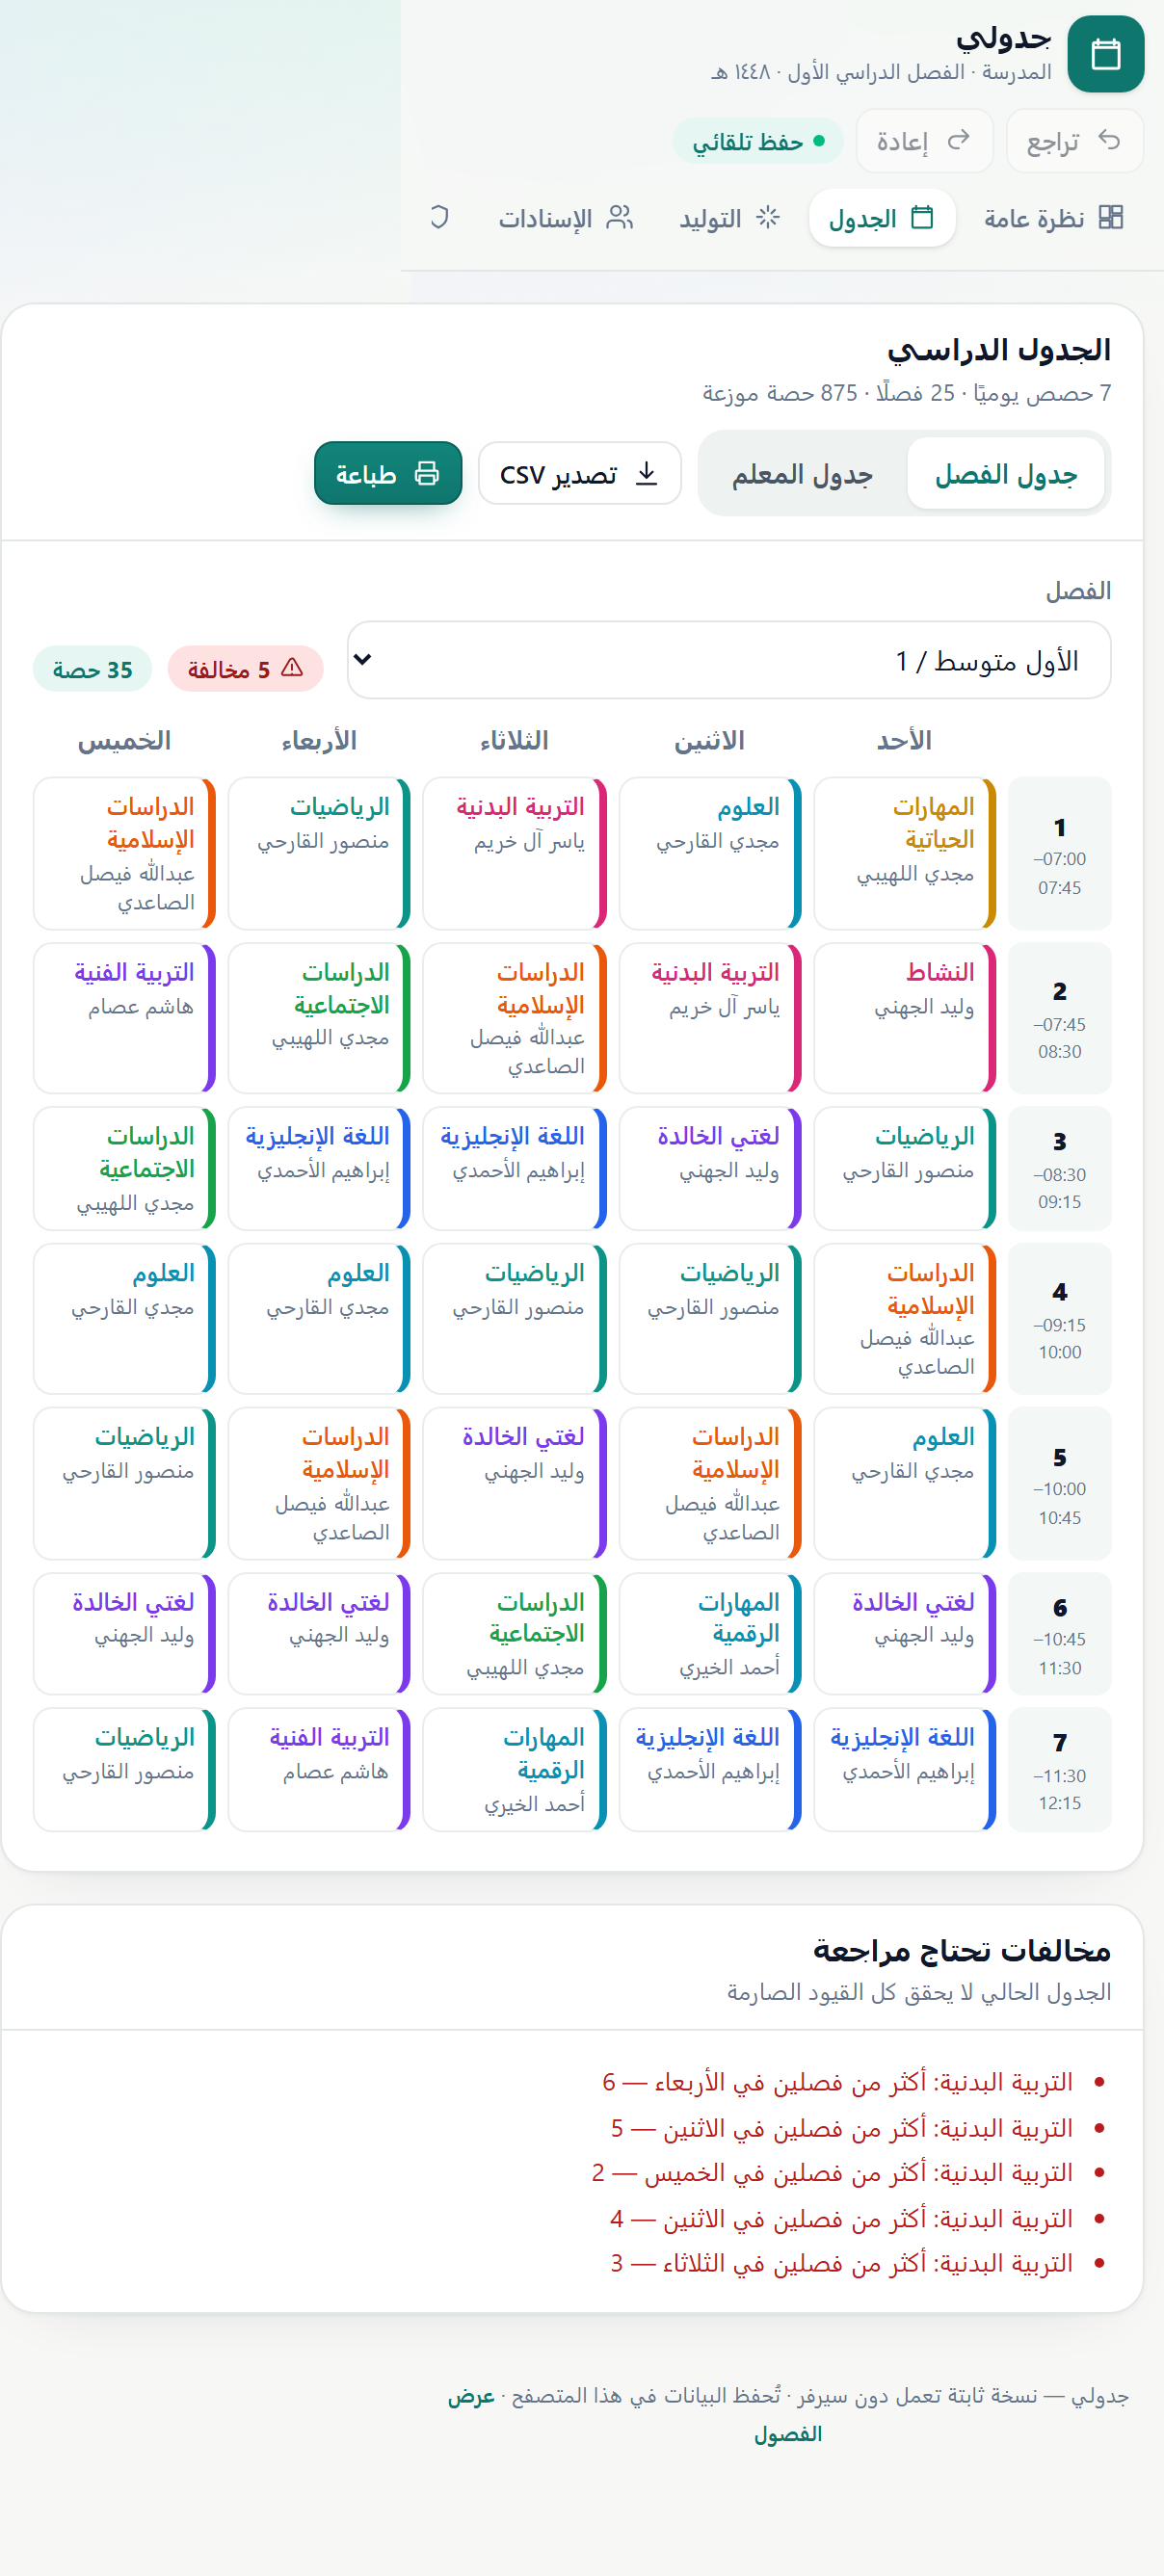 جدولي
المدرسة · الفصل الدراسي الأول · ١٤٤٨ هـ
تراجع
إعادة
حفظ تلقائي
نظرة عامة
الجدول
التوليد
الإسنادات
الجدول الدراسي
7 حصص يوميًا · 25 فصلًا · 875 حصة موزعة
جدول الفصل
جدول المعلم
تصدير CSV
طباعة
الفصل
الأول متوسط / 1
5 مخالفة
35 حصة
الأحد
الاثنين
الثلاثاء
الأربعاء
الخميس
1
07:00–
07:45
المهارات
الحياتية
مجدي اللهيبي
العلوم
مجدي القارحي
التربية البدنية
ياسر آل خريم
الرياضيات
منصور القارحي
الدراسات
الإسلامية
عبدالله فيصل
الصاعدي
2
07:45–
08:30
النشاط
وليد الجهني
التربية البدنية
ياسر آل خريم
الدراسات
الإسلامية
عبدالله فيصل
الصاعدي
الدراسات
الاجتماعية
مجدي اللهيبي
التربية الفنية
هاشم عصام
3
08:30–
09:15
الرياضيات
منصور القارحي
لغتي الخالدة
وليد الجهني
اللغة الإنجليزية
إبراهيم الأحمدي
اللغة الإنجليزية
إبراهيم الأحمدي
الدراسات
الاجتماعية
مجدي اللهيبي
4
09:15–
10:00
الدراسات
الإسلامية
عبدالله فيصل
الصاعدي
الرياضيات
منصور القارحي
الرياضيات
منصور القارحي
العلوم
مجدي القارحي
العلوم
مجدي القارحي
5
10:00–
10:45
العلوم
مجدي القارحي
الدراسات
الإسلامية
عبدالله فيصل
الصاعدي
لغتي الخالدة
وليد الجهني
الدراسات
الإسلامية
عبدالله فيصل
الصاعدي
الرياضيات
منصور القارحي
6
10:45–
11:30
لغتي الخالدة
وليد الجهني
المهارات
الرقمية
أحمد الخيري
الدراسات
الاجتماعية
مجدي اللهيبي
لغتي الخالدة
وليد الجهني
لغتي الخالدة
وليد الجهني
7
11:30–
12:15
اللغة الإنجليزية
إبراهيم الأحمدي
اللغة الإنجليزية
إبراهيم الأحمدي
المهارات
الرقمية
أحمد الخيري
التربية الفنية
هاشم عصام
الرياضيات
منصور القارحي
مخالفات تحتاج مراجعة
الجدول الحالي لا يحقق كل القيود الصارمة
• التربية البدنية: أكثر من فصلين في الأربعاء — 6
• التربية البدنية: أكثر من فصلين في الاثنين — 5
• التربية البدنية: أكثر من فصلين في الخميس — 2
• التربية البدنية: أكثر من فصلين في الاثنين — 4
• التربية البدنية: أكثر من فصلين في الثلاثاء — 3
جدولي — نسخة ثابتة تعمل دون سيرفر · تُحفظ البيانات في هذا المتصفح · عرض
الفصول